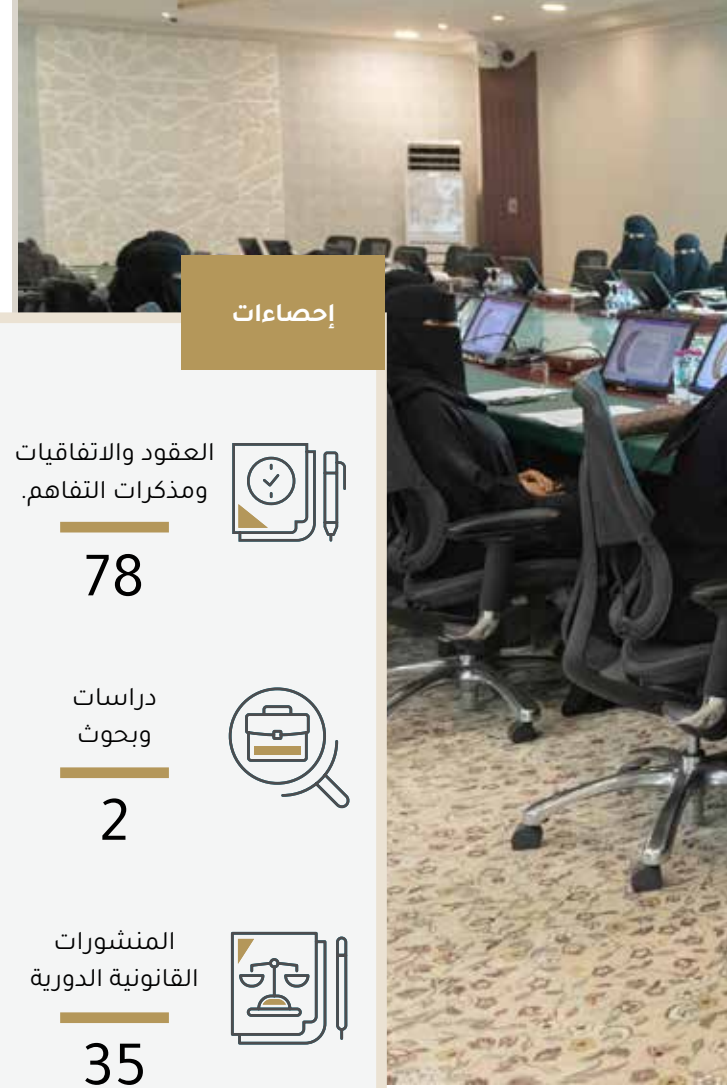 إحصاءات
العقود والاتفاقيات
ومذكرات التفاهم.
78
دراسات
وبحوث
2
المنشورات
القانونية الدورية
35